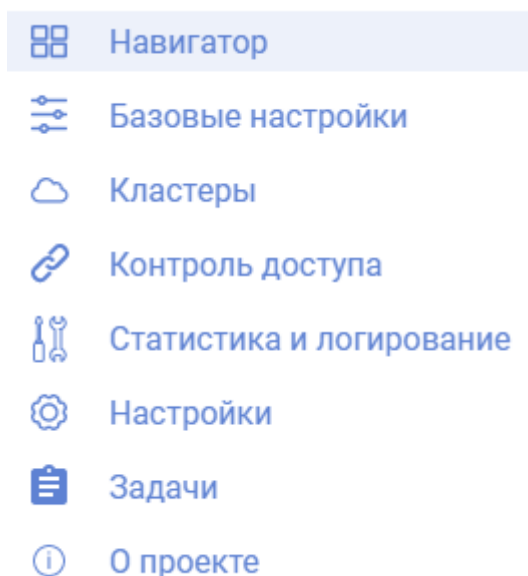 Навигатор
Базовые настройки
Кластеры
Контроль доступа
Статистика и логирование
Настройки
Задачи
О проекте